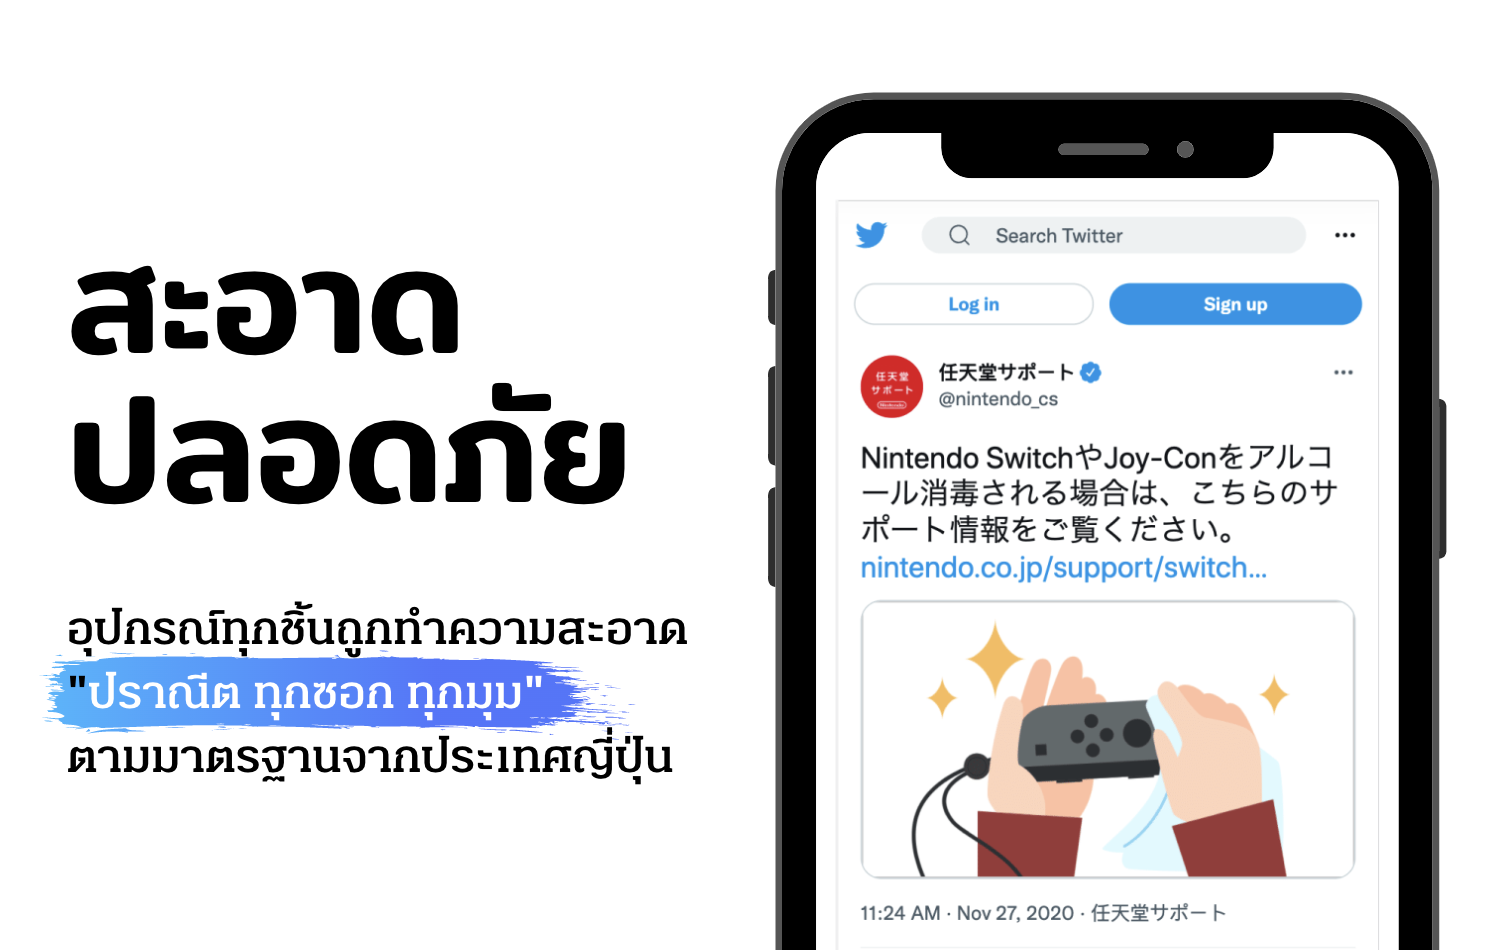 สะอาด
ปลอดภัย
อุปกรณ์ทุกชิ้นถูกทำความสะอาด
"ปราณีต ทุกซอก ทุกมุม"
ตามมาตรฐานจากประเทศญี่ปุ่น
Search Twitter
Log in
Sign up
任天堂
サポート
Nintendo
任天堂サポート
@nintendo_cs
Nintendo SwitchやJoy-Conをアルコ
ール消毒される場合は、こちらのサ
ポート情報をご覧ください。
nintendo.co.jp/support/switch...
11:24 AM · Nov 27, 2020 · 任天堂サポート